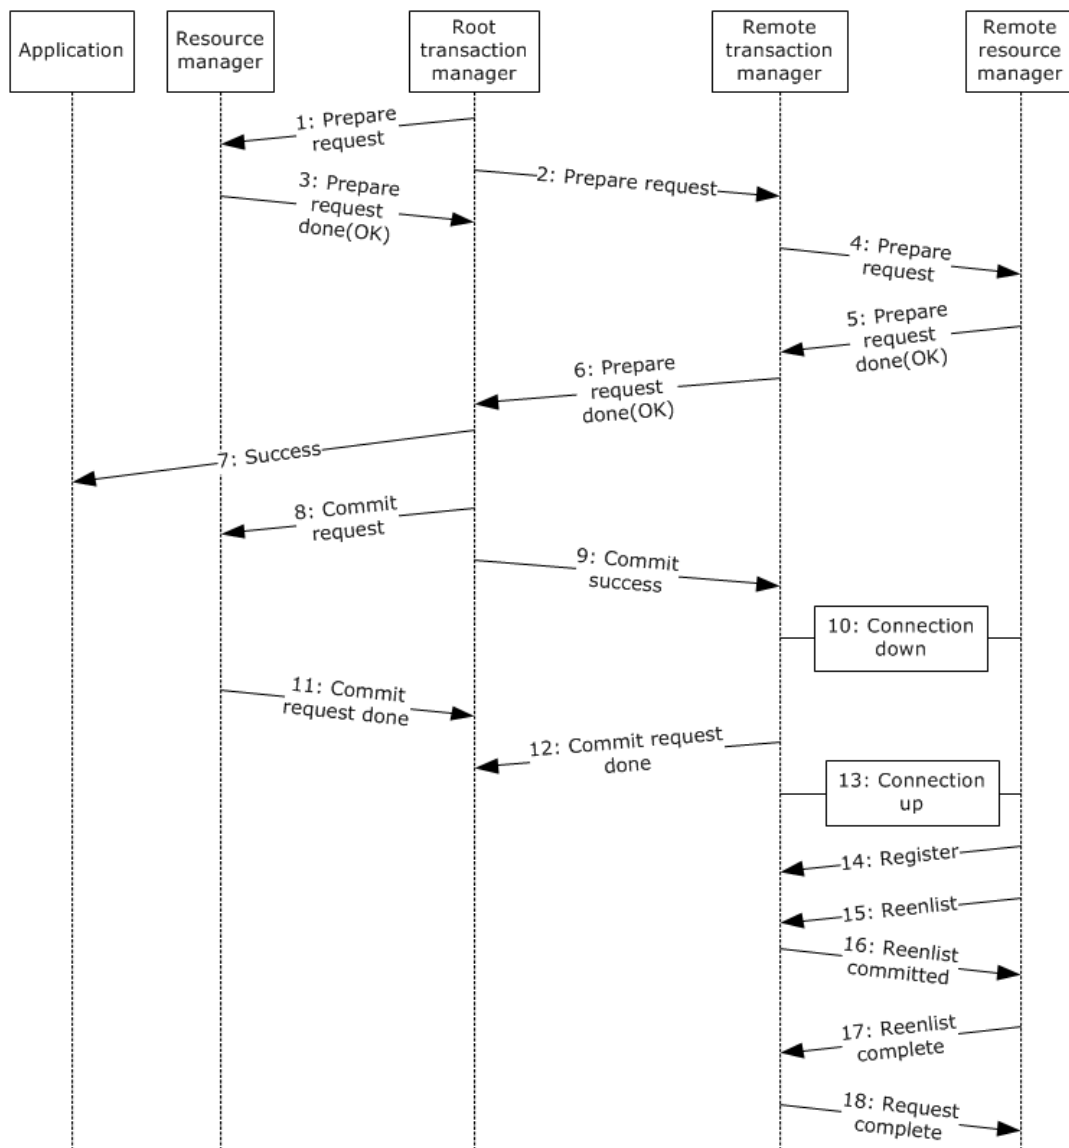 Application
Resource
manager
Root
transaction
manager
Remote
transaction
manager
Remote
resource
manager
1: Prepare
request
2: Prepare request
3: Prepare
request
done(OK)
4: Prepare
request
5: Prepare
request
done(OK)
6: Prepare
request
done(OK)
7: Success
8: Commit
request
9: Commit
success
10: Connection
down
11: Commit
request done
12: Commit request
done
13: Connection
up
14: Register
15: Reenlist
16: Reenlist
committed
17: Reenlist
complete
18: Request
complete